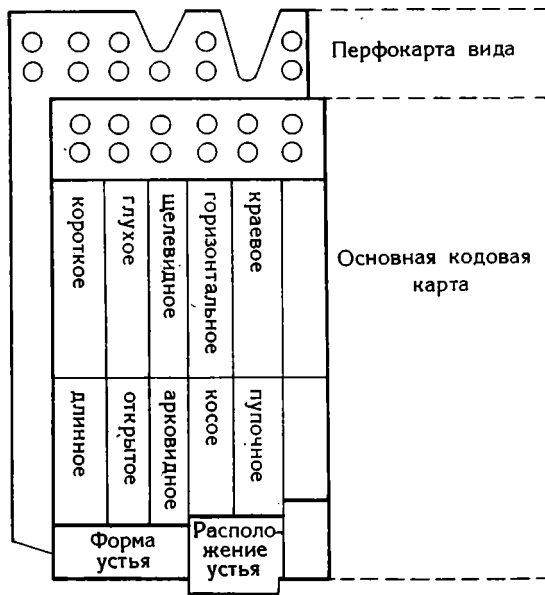 Перфокарта вида
короткое
глухое
щелевидное
горизонтальное
краевое
Основная кодовая
карта
длинное
открытое
арковидное
косое
пупочное
Форма
устья
Располо-
жение
устья